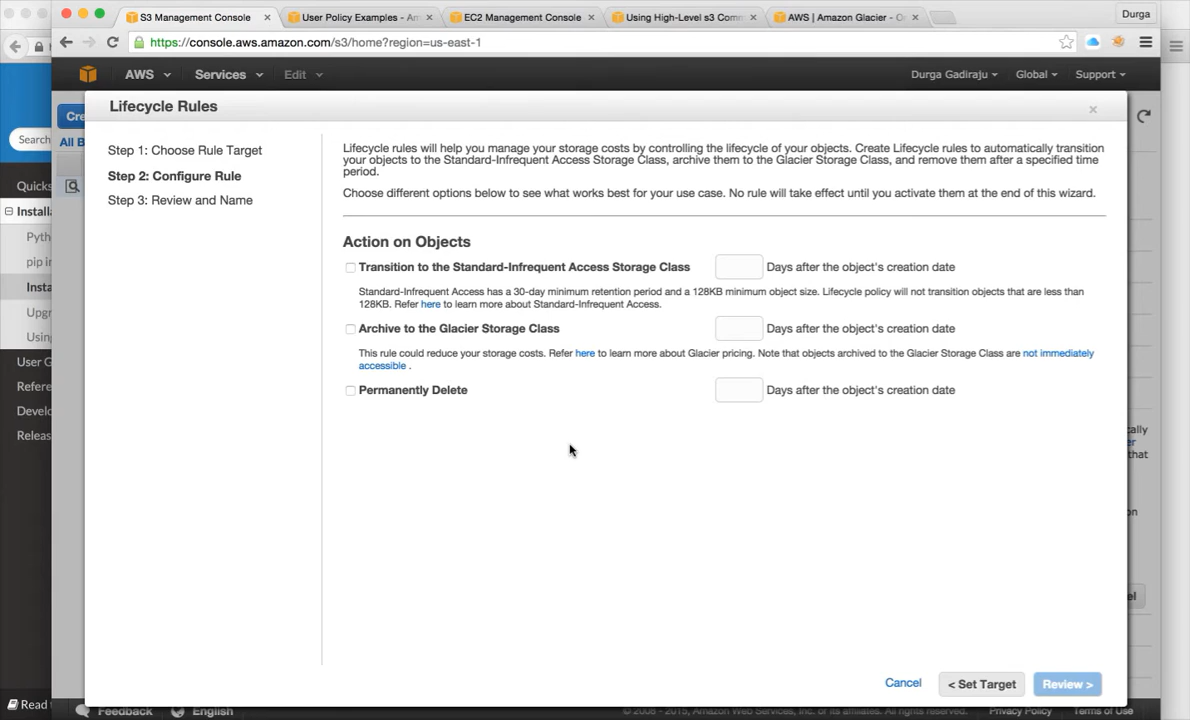 S3 Management Console
User Policy Examples - Am
EC2 Management Console
Using High-Level s3 Comm
AWS | Amazon Glacier - O
Durga
https://console.aws.amazon.com/s3/home?region=us-east-1
AWS
Services
Edit
Durga Gadiraju
Global
Support
Lifecycle Rules
Cre
Search
All B
Quicks
Installa
Pyth
pip in
Insta
Upgr
Using
User G
Refere
Develo
Releas
Read t
Step 1: Choose Rule Target
Step 2: Configure Rule
Step 3: Review and Name
Lifecycle rules will help you manage your storage costs by controlling the lifecycle of your objects. Create Lifecycle rules to automatically transition
your objects to the Standard-Infrequent Access Storage Class, archive them to the Glacier Storage Class, and remove them after a specified time
period.
Choose different options below to see what works best for your use case. No rule will take effect until you activate them at the end of this wizard.
Action on Objects
Transition to the Standard-Infrequent Access Storage Class
Days after the object's creation date
Standard-Infrequent Access has a 30-day minimum retention period and a 128KB minimum object size. Lifecycle policy will not transition objects that are less than
128KB. Refer here to learn more about Standard-Infrequent Access.
Archive to the Glacier Storage Class
Days after the object's creation date
This rule could reduce your storage costs. Refer here to learn more about Glacier pricing. Note that objects archived to the Glacier Storage Class are not immediately
accessible .
Permanently Delete
Days after the object's creation date
cally
er
that
on
el
Cancel
< Set Target
Review >
Feedback
English
© 2008 - 2015, Amazon Web Services, Inc. or its affiliates. All rights reserved.
Privacy Policy
Terms of Use